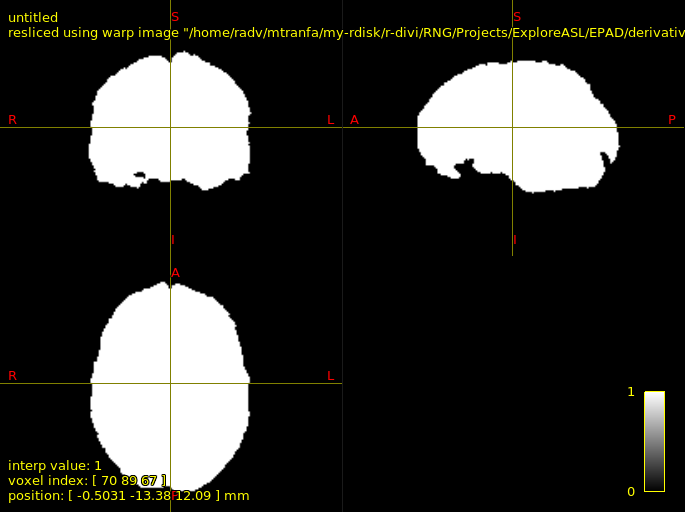 untitled
resliced using warp image "/home/radv/mtranfa/my-rdisk/r-divi/RNG/Projects/ExploreASL/EPAD/derivativ
S
S
R
L
A
P
I
I
A
R
L
1
interp value: 1
voxel index: [ 70 89 67 ]
0
position: [ -0.5031 -13.38 12.09 ] mm